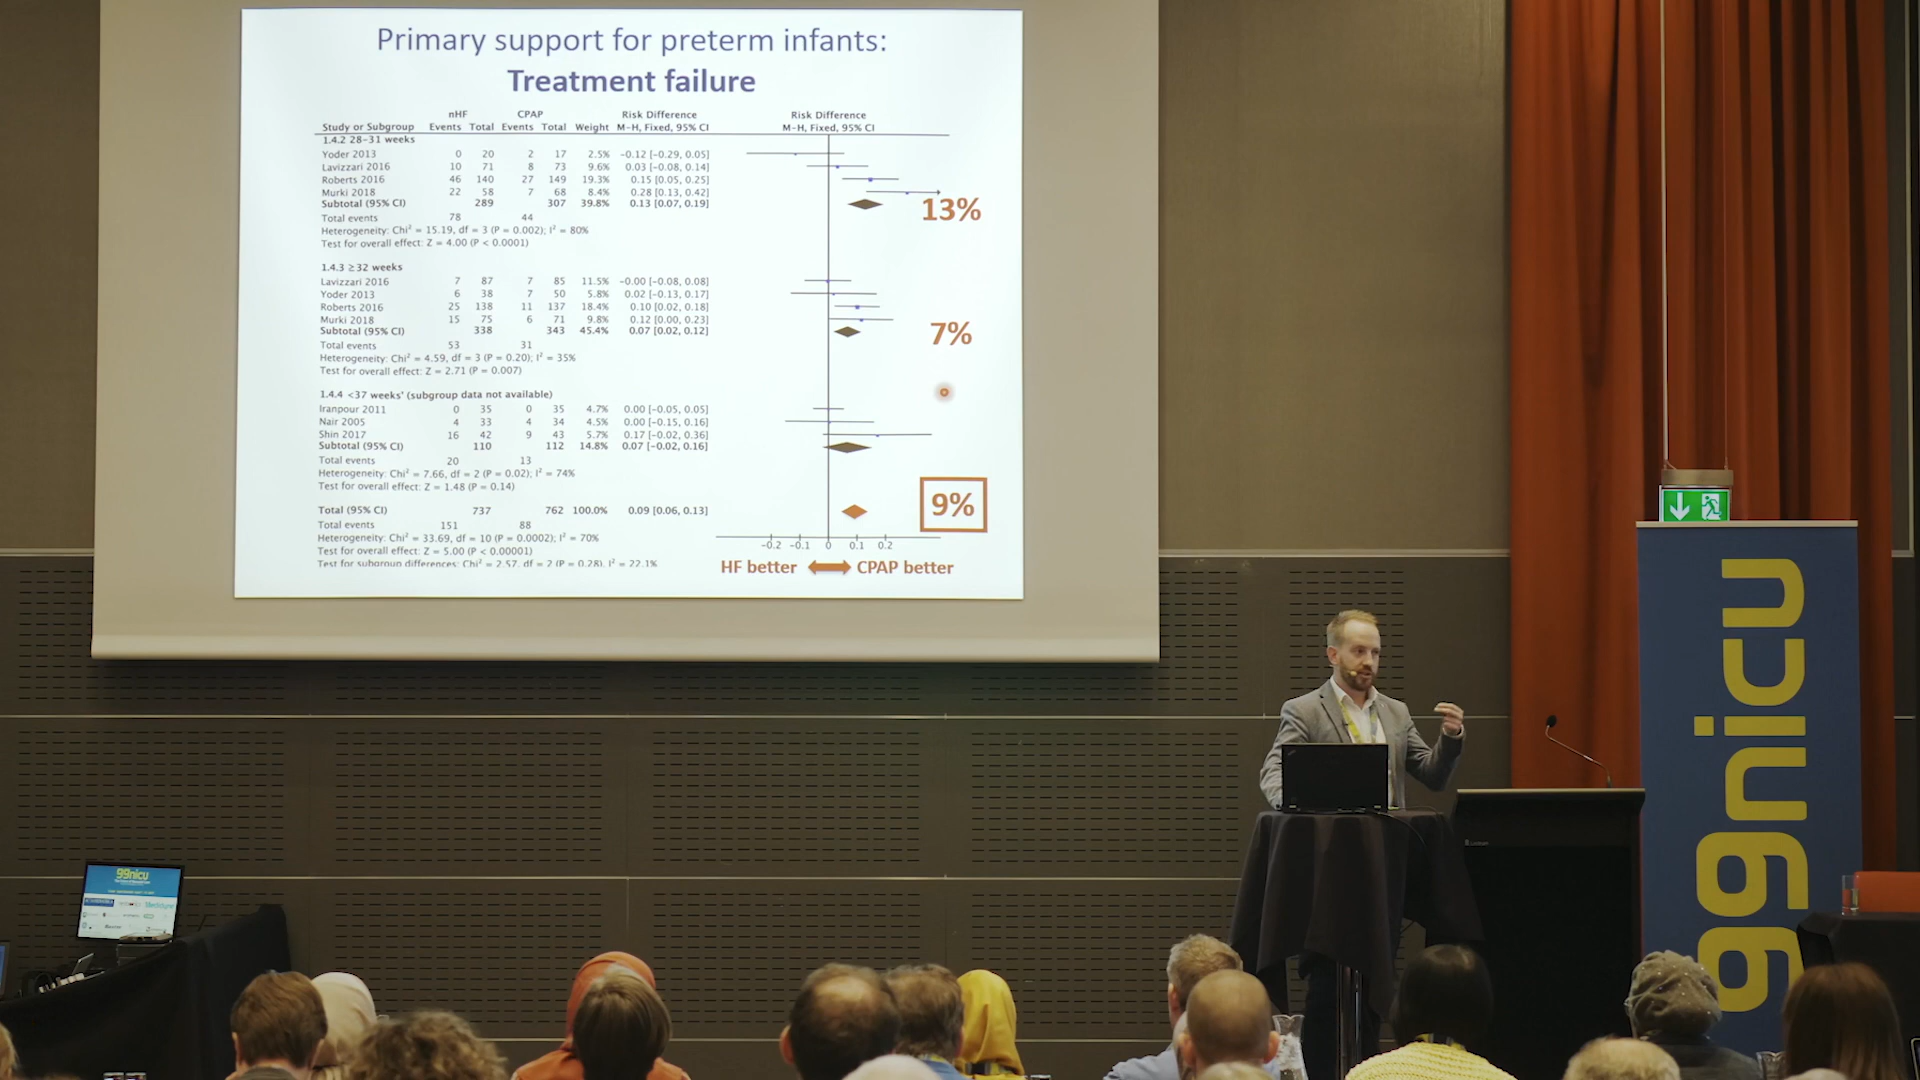 Primary support for preterm infants:
Treatment failure
nHF CPAP Risk Difference Risk Difference
Study or Subgroup Events Total Events Total Weight M-H, Fixed, 95% CI M-H, Fixed, 95% CI
1.4.2 28-31 weeks
Yoder 2013 0 20 2 17 2.5% -0.12 [-0.29, 0.05]
Lavizzari 2016 10 71 8 73 9.6% 0.03 [-0.08, 0.14]
Roberts 2016 46 140 27 149 19.3% 0.15 [0.05, 0.25]
Murki 2018 22 58 7 68 8.4% 0.28 [0.13, 0.42]
Subtotal (95% CI) 289 307 39.8% 0.13 [0.07, 0.19]
13%
Total events 78 44
Heterogeneity: Chi² = 15.19, df = 3 (P = 0.002); I² = 80%
Test for overall effect: Z = 4.00 (P < 0.0001)
1.4.3 ≥32 weeks
Lavizzari 2016 7 87 7 85 11.5% -0.00 [-0.08, 0.08]
Yoder 2013 6 38 7 50 5.8% 0.02 [-0.13, 0.17]
Roberts 2016 25 138 11 137 18.4% 0.10 [0.02, 0.18]
Murki 2018 15 75 6 71 9.8% 0.12 [0.00, 0.23]
Subtotal (95% CI) 338 343 45.4% 0.07 [0.02, 0.12]
7%
Total events 53 31
Heterogeneity: Chi² = 4.59, df = 3 (P = 0.20); I² = 35%
Test for overall effect: Z = 2.71 (P = 0.007)
1.4.4 <37 weeks' (subgroup data not available)
Iranpour 2011 0 35 0 35 4.7% 0.00 [-0.05, 0.05]
Nair 2005 4 33 4 34 4.5% 0.00 [-0.15, 0.16]
Shin 2017 16 42 9 43 5.7% 0.17 [-0.02, 0.36]
Subtotal (95% CI) 110 112 14.8% 0.07 [-0.02, 0.16]
Total events 20 13
Heterogeneity: Chi² = 7.66, df = 2 (P = 0.02); I² = 74%
Test for overall effect: Z = 1.48 (P = 0.14)
9%
Total (95% CI) 737 762 100.0% 0.09 [0.06, 0.13]
Total events 151 88
Heterogeneity: Chi² = 33.69, df = 10 (P = 0.0002); I² = 70%
-0.2 -0.1 0 0.1 0.2
Test for overall effect: Z = 5.00 (P < 0.00001)
Test for subgroup differences: Chi² = 2.57, df = 2 (P = 0.28), I² = 22.1%
HF better CPAP better
99nicu
99nicu